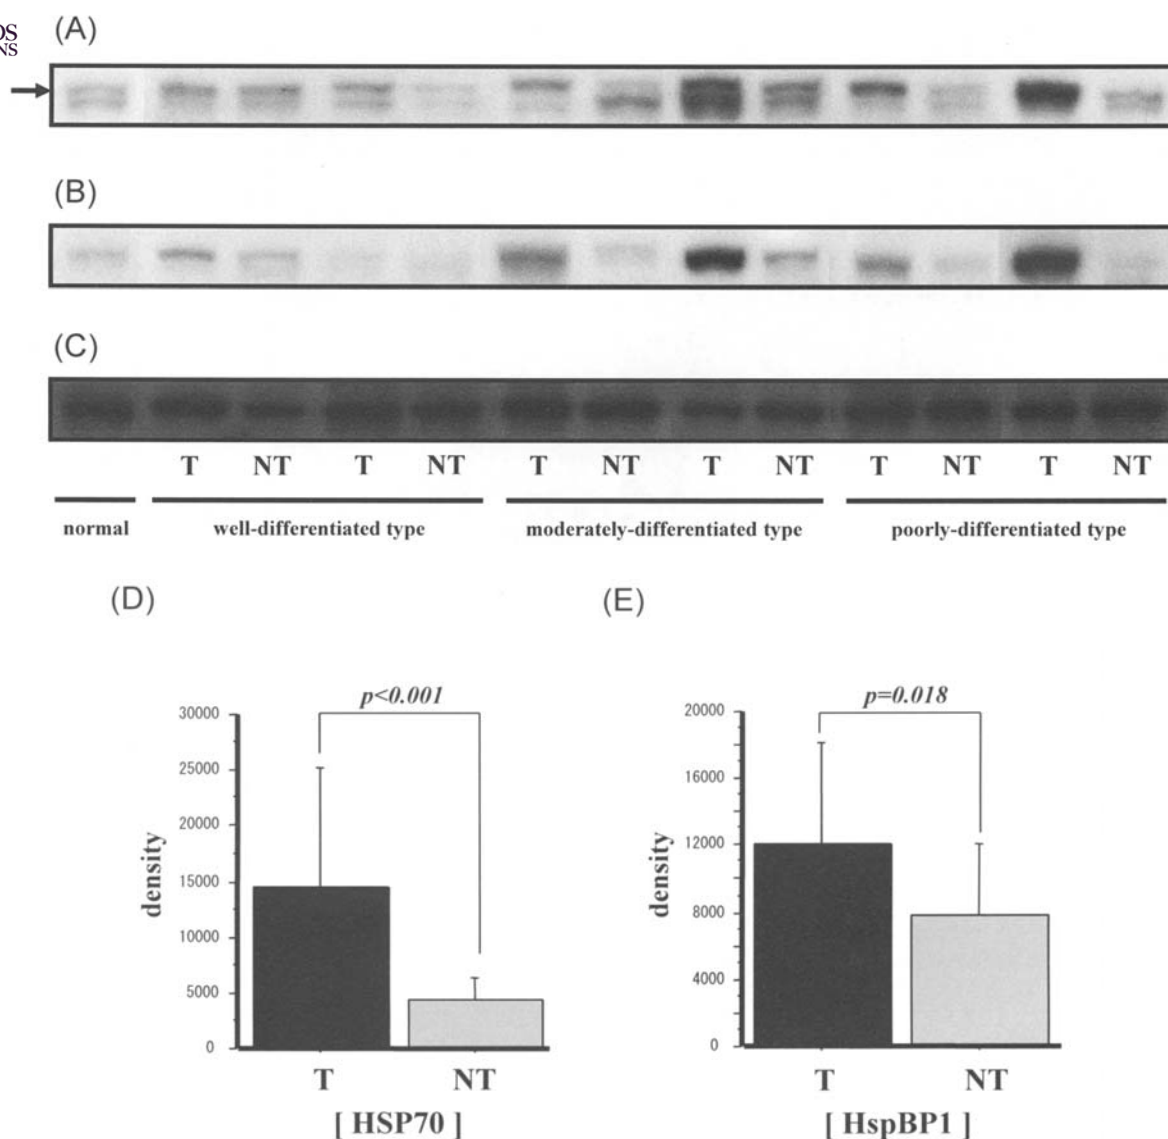 (A)
(B)
(C)
T NT T NT T NT T NT T NT T NT
normal well-differentiated type moderately-differentiated type poorly-differentiated type
(D) (E)
p<0.001 p=0.018
30000
25000
20000
15000
10000
5000
0
density
T NT
[ HSP70 ]
20000
16000
12000
8000
4000
0
density
T NT
[ HspBP1 ]